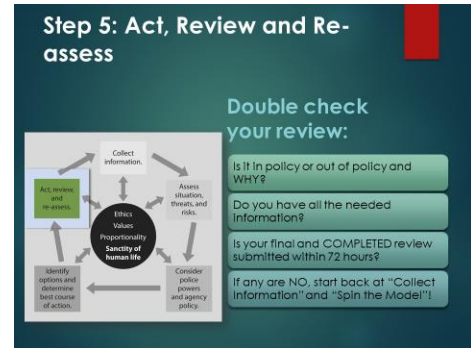 Step 5: Act, Review and Re-
assess
Double check
your review:
Is it in policy or out of policy and
WHY?
Do you have all the needed
information?
Is your final and COMPLETED review
submitted within 72 hours?
If any are NO, start back at “Collect
Information” and “Spin the Model”!
Collect
information.
Assess
situation,
threats, and
risks.
Consider
police
powers
and agency
policy.
Identify
options and
determine
best course
of action.
Act, review,
and
re-assess.
Ethics
Values
Proportionality
Sanctity of
human life